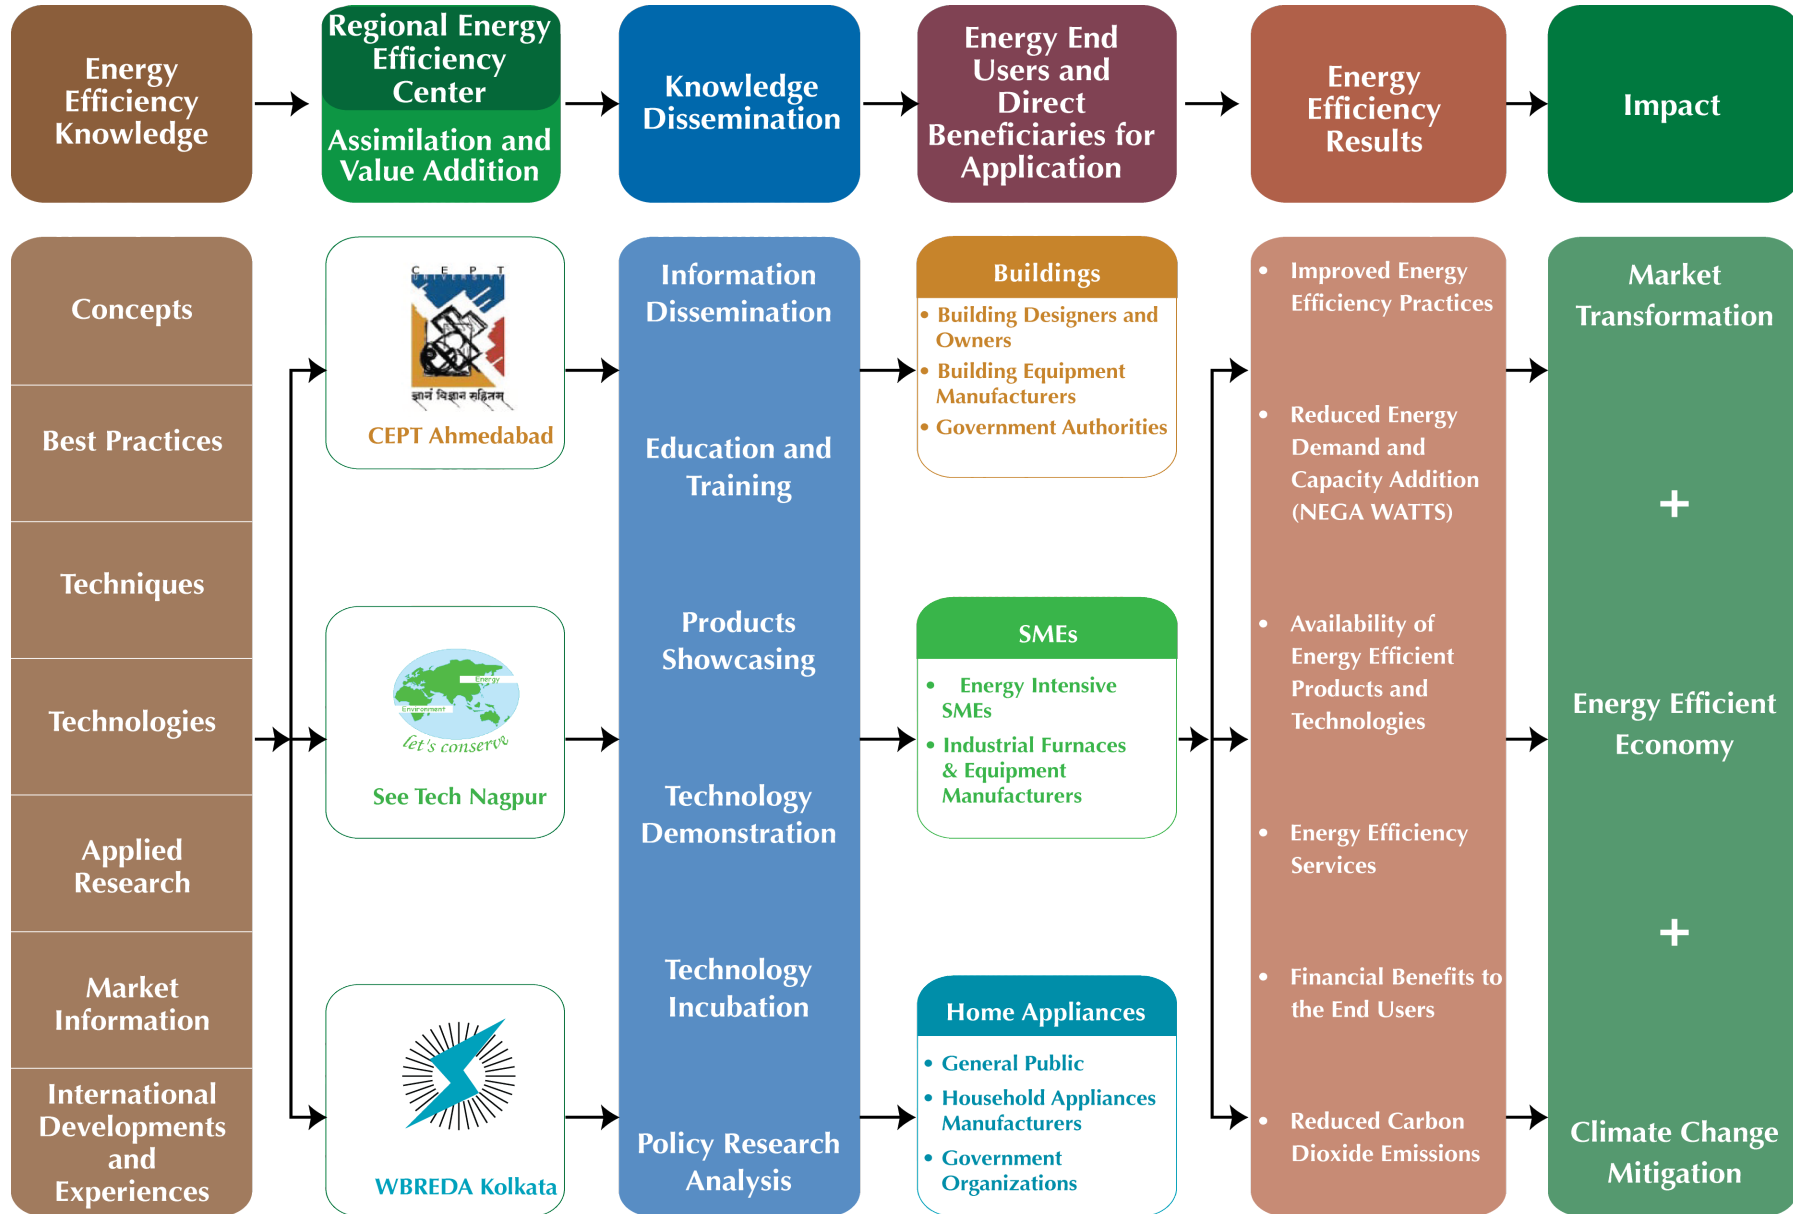 Energy
Efficiency
Knowledge
Regional Energy
Efficiency
Center
Assimilation and
Value Addition
Knowledge
Dissemination
Energy End
Users and
Direct
Beneficiaries for
Application
Energy
Efficiency
Results
Impact
Concepts
Best Practices
Techniques
Technologies
Applied
Research
Market
Information
International
Developments
and
Experiences
C E P T
UNIVERSITY
ज्ञानं विज्ञान सहितम्
CEPT Ahmedabad
Energy
Environment
let's conserve
See Tech Nagpur
WBREDA Kolkata
Information
Dissemination
Education and
Training
Products
Showcasing
Technology
Demonstration
Technology
Incubation
Policy Research
Analysis
Buildings
• Building Designers and
Owners
• Building Equipment
Manufacturers
• Government Authorities
SMEs
• Energy Intensive
SMEs
• Industrial Furnaces
& Equipment
Manufacturers
Home Appliances
• General Public
• Household Appliances
Manufacturers
• Government
Organizations
• Improved Energy
Efficiency Practices
• Reduced Energy
Demand and
Capacity Addition
(NEGA WATTS)
• Availability of
Energy Efficient
Products and
Technologies
• Energy Efficiency
Services
• Financial Benefits to
the End Users
• Reduced Carbon
Dioxide Emissions
Market
Transformation
+
Energy Efficient
Economy
+
Climate Change
Mitigation